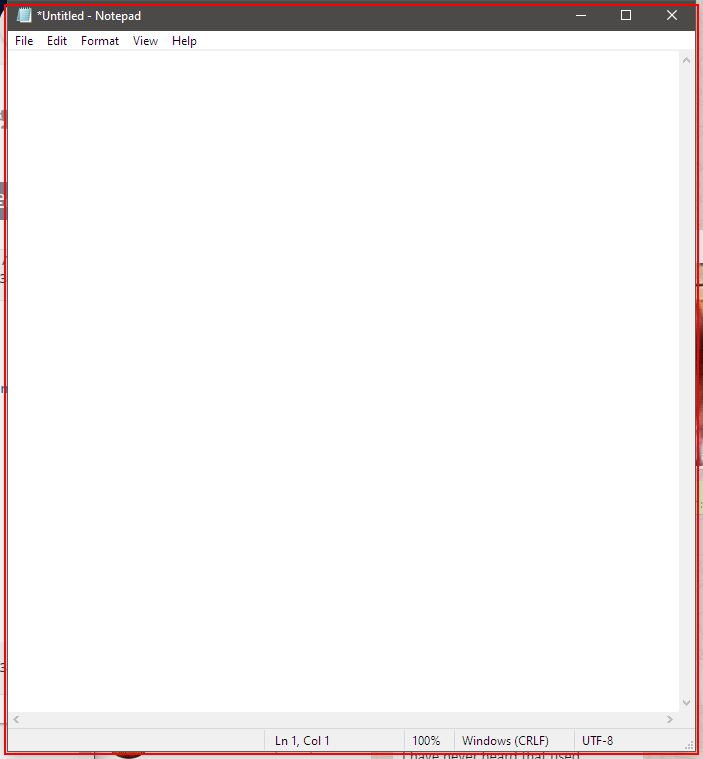 *Untitled - Notepad
File Edit Format View Help
Ln 1, Col 1 100% Windows (CRLF) UTF-8
I have never heard that used